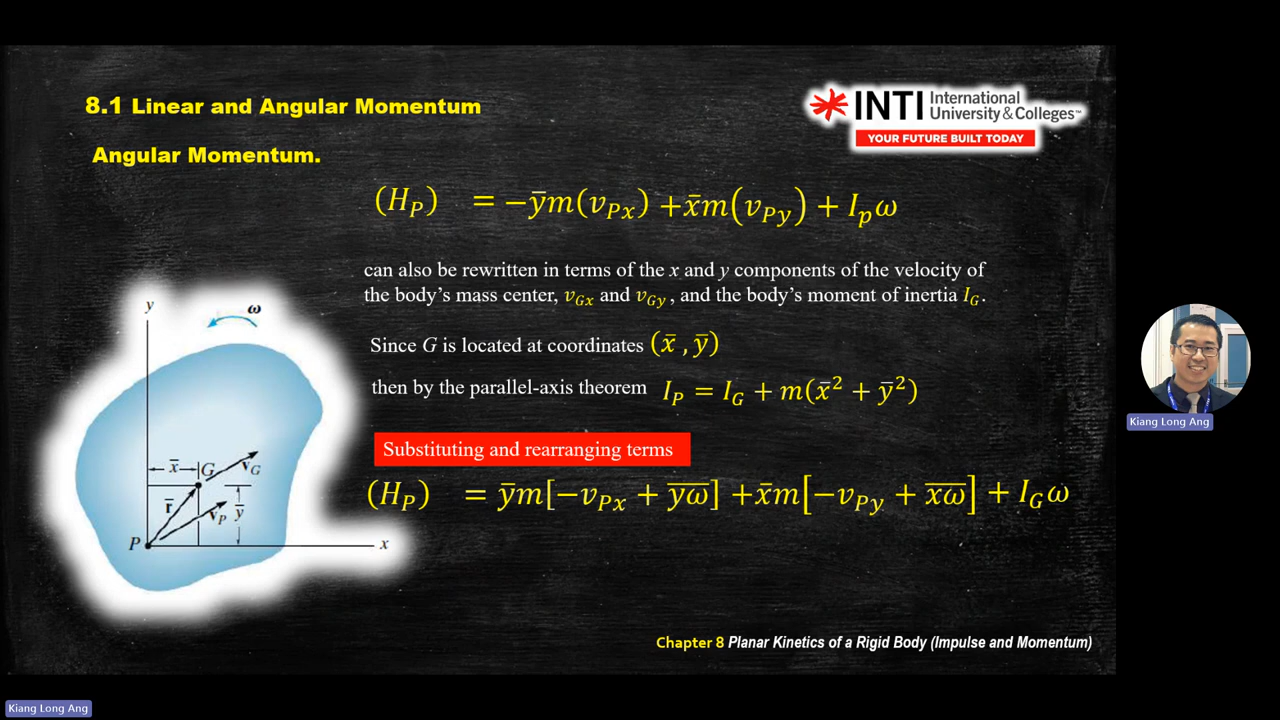 8.1 Linear and Angular Momentum
INTI International
University & Colleges™
YOUR FUTURE BUILT TODAY
Angular Momentum.
(H_P) = −ȳm(v_Px) + x̄m(v_Py) + I_pω
can also be rewritten in terms of the x and y components of the velocity of
the body's mass center, v_Gx and v_Gy, and the body's moment of inertia I_G.
Since G is located at coordinates (x̄, ȳ)
then by the parallel-axis theorem I_P = I_G + m(x̄² + ȳ²)
Substituting and rearranging terms
(H_P) = ȳm[−v_Px + y̅ω̅] + x̄m[−v_Py + x̅ω̅] + I_Gω
y
ω
x̄ G v_G
r̄ v_P ȳ
P x
Kiang Long Ang
Chapter 8 Planar Kinetics of a Rigid Body (Impulse and Momentum)
Kiang Long Ang